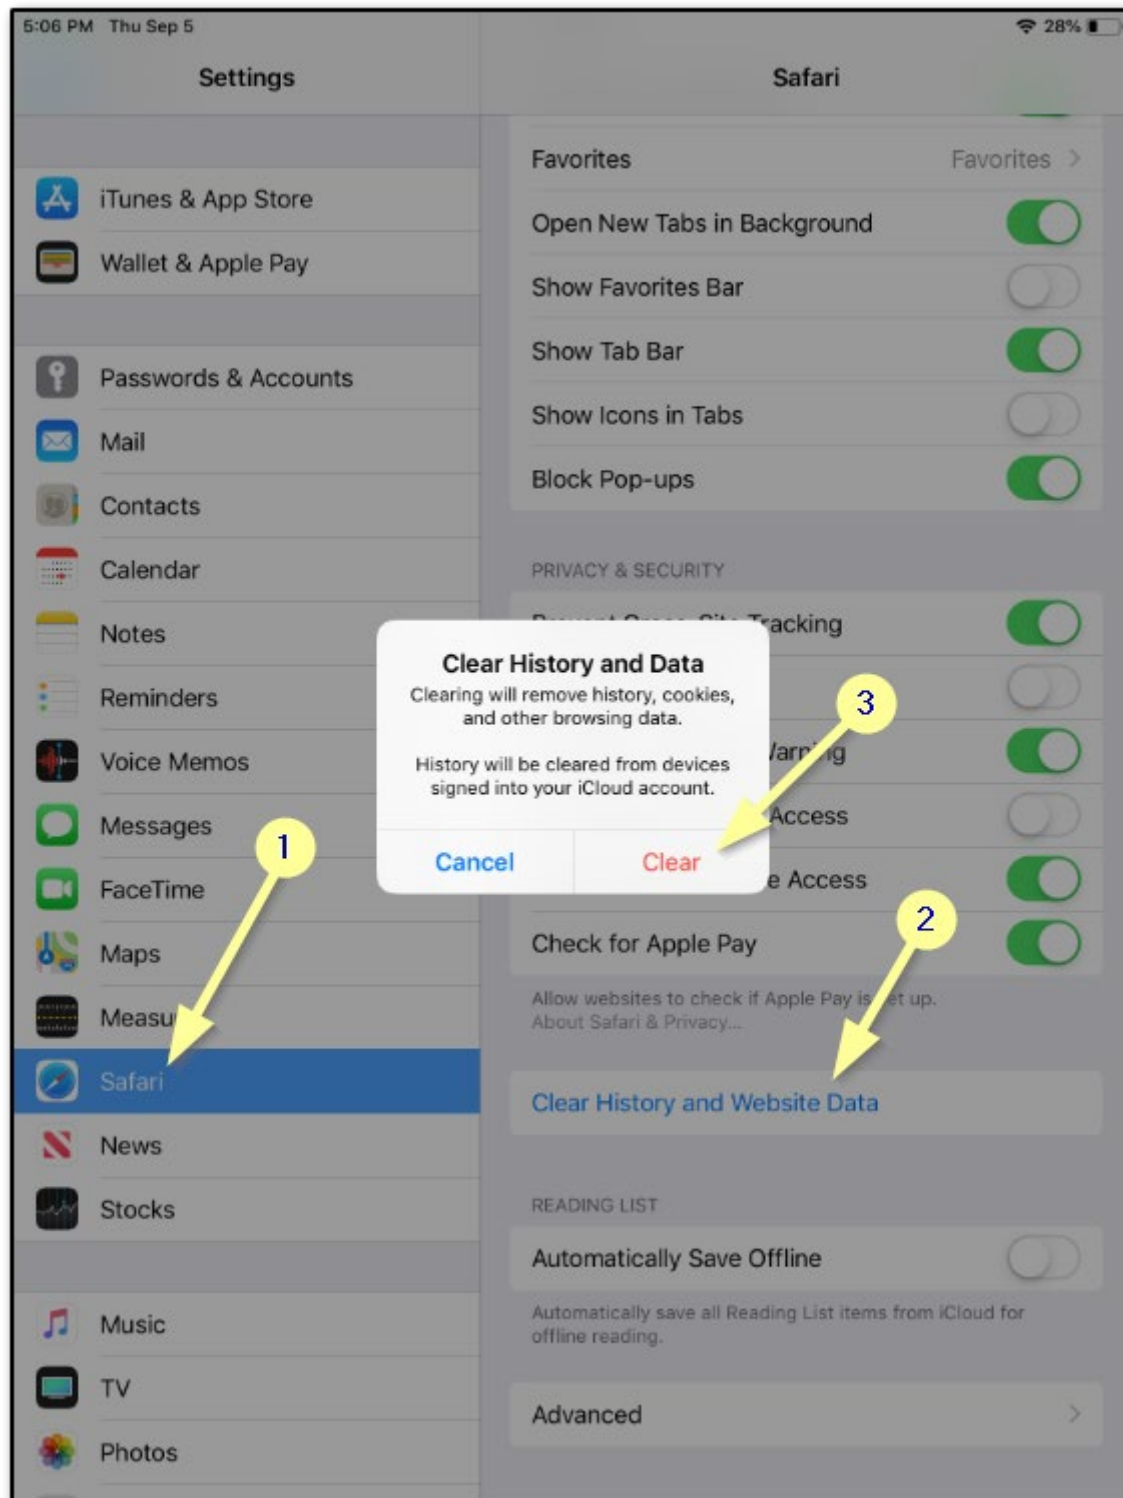 5:06 PM Thu Sep 5
28%
Settings
iTunes & App Store
Wallet & Apple Pay
Passwords & Accounts
Mail
Contacts
Calendar
Notes
Reminders
Voice Memos
Messages
FaceTime
Maps
Measu
Safari
News
Stocks
Music
TV
Photos
Safari
Favorites Favorites
Open New Tabs in Background
Show Favorites Bar
Show Tab Bar
Show Icons in Tabs
Block Pop-ups
PRIVACY & SECURITY
Tracking
Warning
Access
e Access
Check for Apple Pay
Allow websites to check if Apple Pay is set up.
About Safari & Privacy...
Clear History and Website Data
READING LIST
Automatically Save Offline
Automatically save all Reading List items from iCloud for
offline reading.
Advanced
Clear History and Data
Clearing will remove history, cookies,
and other browsing data.
History will be cleared from devices
signed into your iCloud account.
Cancel Clear
1
2
3